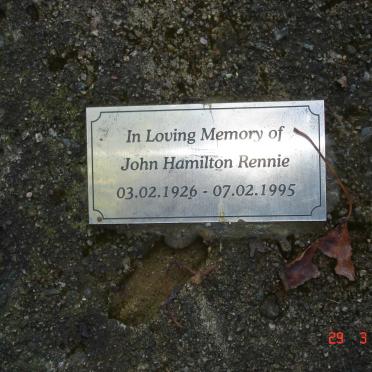 In Loving Memory of
John Hamilton Rennie
03.02.1926 - 07.02.1995
29 3